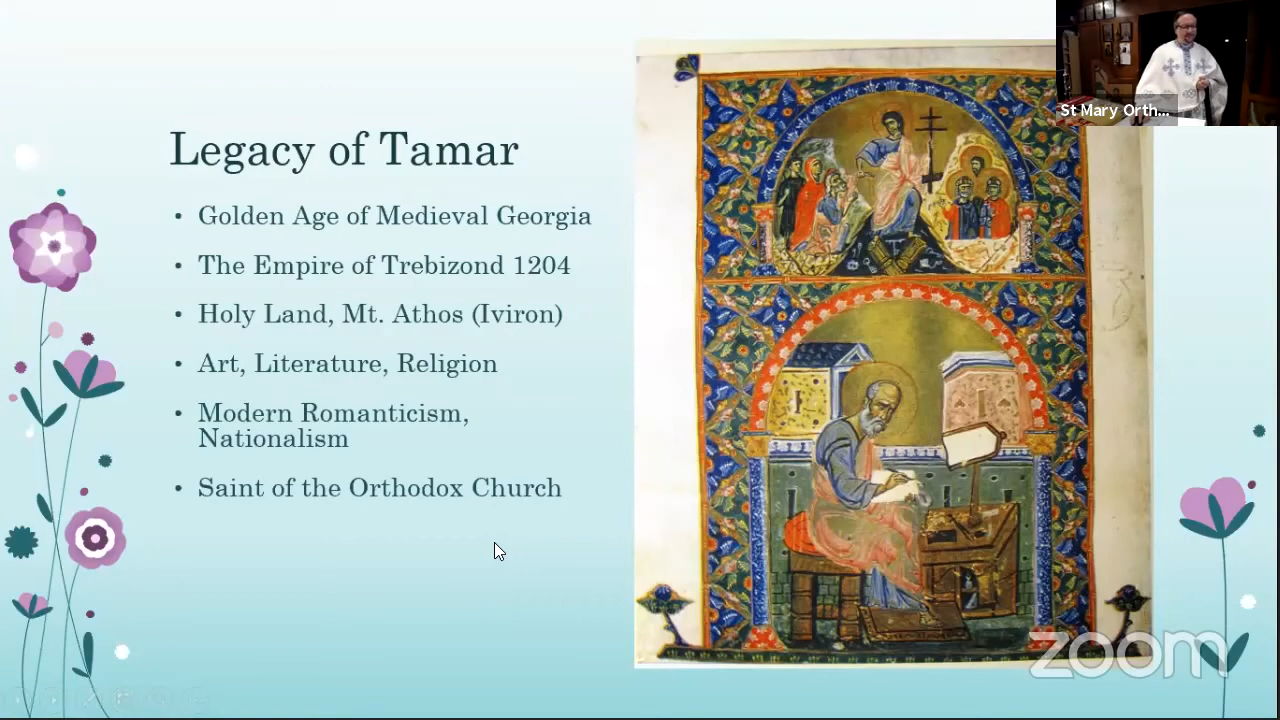 St Mary Orth...
Legacy of Tamar
• Golden Age of Medieval Georgia
• The Empire of Trebizond 1204
• Holy Land, Mt. Athos (Iviron)
• Art, Literature, Religion
• Modern Romanticism,
Nationalism
• Saint of the Orthodox Church
zoom